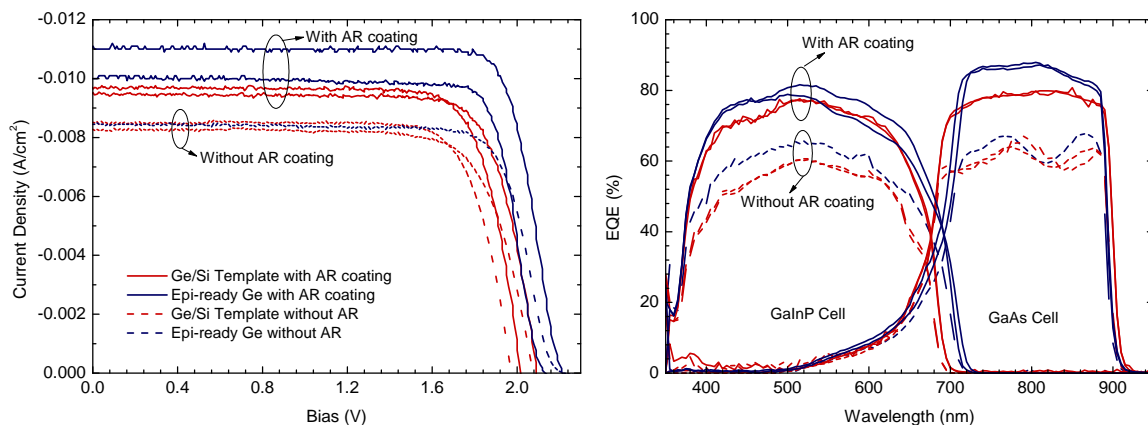 -0.012
-0.010
-0.008
-0.006
-0.004
-0.002
0.000
Current Density (A/cm²)
With AR coating
Without AR coating
Ge/Si Template with AR coating
Epi-ready Ge with AR coating
Ge/Si Template without AR
Epi-ready Ge without AR
0.0 0.4 0.8 1.2 1.6 2.0
Bias (V)
100
80
60
40
20
0
EQE (%)
With AR coating
Without AR coating
GaInP Cell GaAs Cell
400 500 600 700 800 900
Wavelength (nm)